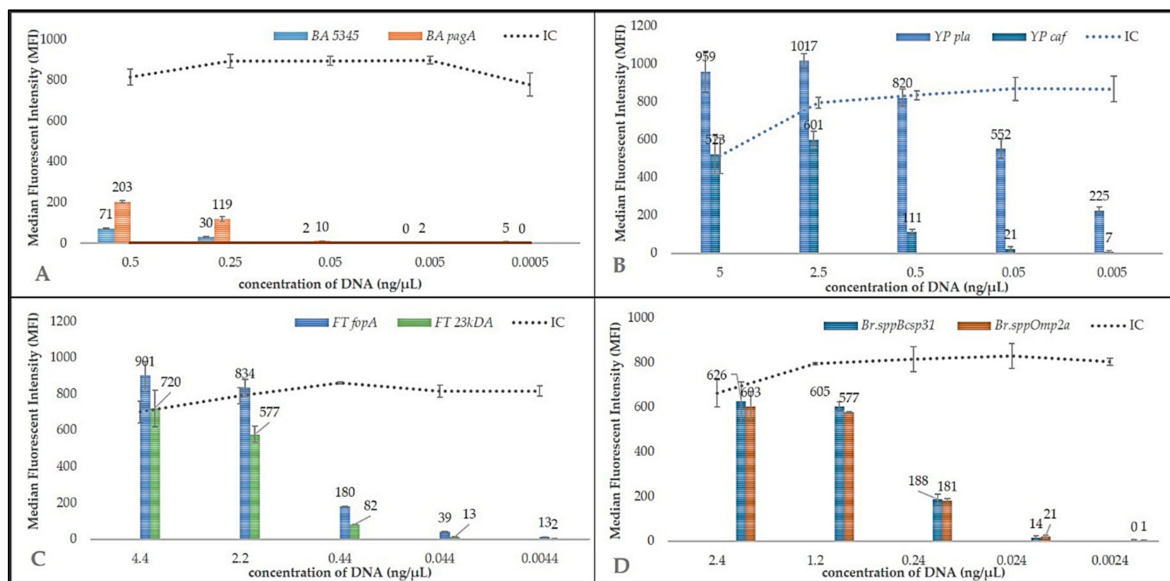 BA 5345 BA pagA IC
Median Fluorescent Intensity (MFI)
1000
800
600
400
200
0
71 203 30 119 2 10 0 2 5 0
0.5 0.25 0.05 0.005 0.0005
concentration of DNA (ng/µL)
A
YP pla YP caf IC
Median Fluorescent Intensity (MFI)
1200
1000
800
600
400
200
0
959 523 1017 601 820 111 552 21 225 7
5 2.5 0.5 0.05 0.005
concentration of DNA (ng/µL)
B
FT fopA FT 23kDA IC
Median Fluorescent Intensity (MFI)
1200
1000
800
600
400
200
0
901 720 834 577 180 82 39 13 13 2
4.4 2.2 0.44 0.044 0.0044
concentration of DNA (ng/µL)
C
Br.sppBcsp31 Br.sppOmp2a IC
Median Fluorescent Intensity (MFI)
1000
800
600
400
200
0
626 603 605 577 188 181 14 21 0 1
2.4 1.2 0.24 0.024 0.0024
concentration of DNA (ng/µL)
D